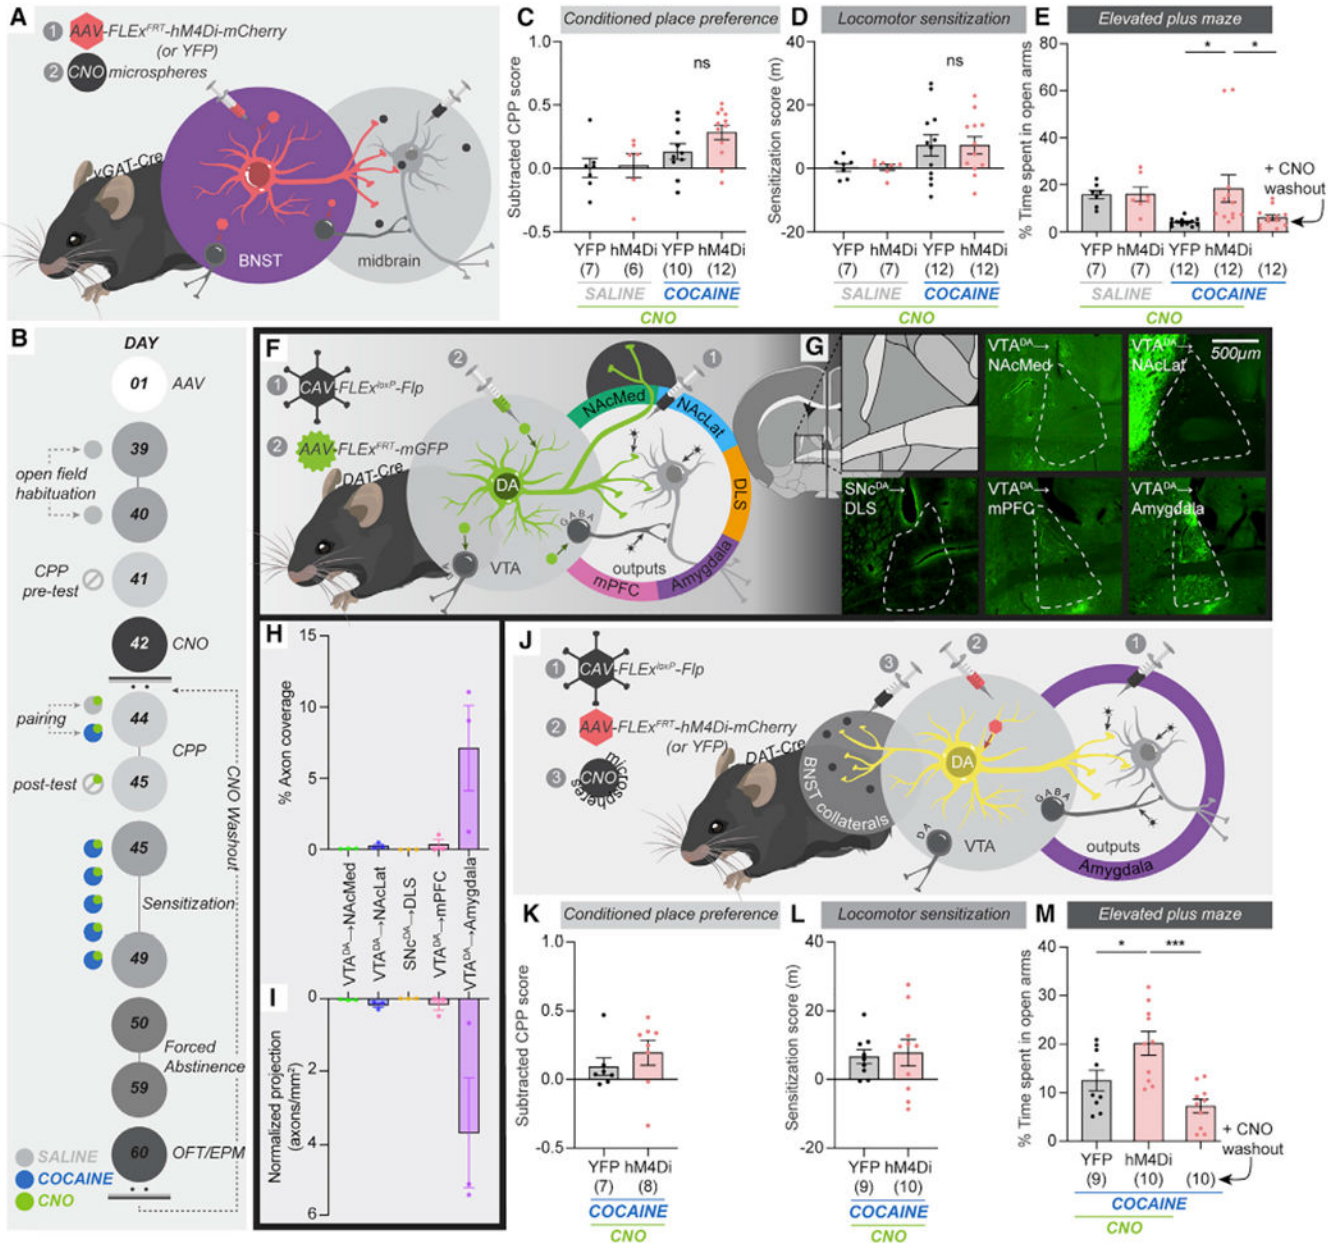 A
1 AAV-FLEx^FRT-hM4Di-mCherry
(or YFP)
2 CNO microspheres
vGAT-Cre
BNST
midbrain
B
DAY
01 AAV
39
open field
habituation
40
CPP
pre-test
41
42 CNO
pairing
44
CPP
post-test
45
45
Sensitization
49
50
Forced
Abstinence
59
60 OFT/EPM
CNO Washout
SALINE
COCAINE
CNO
C
Conditioned place preference
Subtracted CPP score
1.0
0.5
0.0
-0.5
ns
YFP hM4Di YFP hM4Di
(7) (6) (10) (12)
SALINE COCAINE
CNO
D
Locomotor sensitization
Sensitization score (m)
40
20
0
-20
ns
YFP hM4Di YFP hM4Di
(7) (7) (12) (12)
SALINE COCAINE
CNO
E
Elevated plus maze
% Time spent in open arms
80
60
40
20
0
* *
+ CNO
washout
YFP hM4Di YFP hM4Di
(7) (7) (12) (12) (12)
SALINE COCAINE
CNO
F
1 CAV-FLEx^loxP-Flp
2 AAV-FLEx^FRT-mGFP
DAT-Cre
2
1
DA
GABA
VTA
outputs
NAcMed
NAcLat
DLS
Amygdala
mPFC
G
VTA^DA→
NAcMed
VTA^DA→
NAcLat
500µm
SNc^DA→
DLS
VTA^DA→
mPFC
VTA^DA→
Amygdala
H
% Axon coverage
15
10
5
0
VTA^DA→NAcMed
VTA^DA→NAcLat
SNc^DA→DLS
VTA^DA→mPFC
VTA^DA→Amygdala
I
Normalized projection
(axons/mm²)
0
2
4
6
J
1 CAV-FLEx^loxP-Flp
2 AAV-FLEx^FRT-hM4Di-mCherry
(or YFP)
3 CNO microspheres
DAT-Cre
3
2
1
BNST collaterals
DA
DA
GABA
VTA
outputs
Amygdala
K
Conditioned place preference
Subtracted CPP score
1.0
0.5
0.0
-0.5
YFP hM4Di
(7) (8)
COCAINE
CNO
L
Locomotor sensitization
Sensitization score (m)
40
20
0
-20
YFP hM4Di
(9) (10)
COCAINE
CNO
M
Elevated plus maze
% Time spent in open arms
40
30
20
10
0
* ***
+ CNO
washout
YFP hM4Di
(9) (10) (10)
COCAINE
CNO